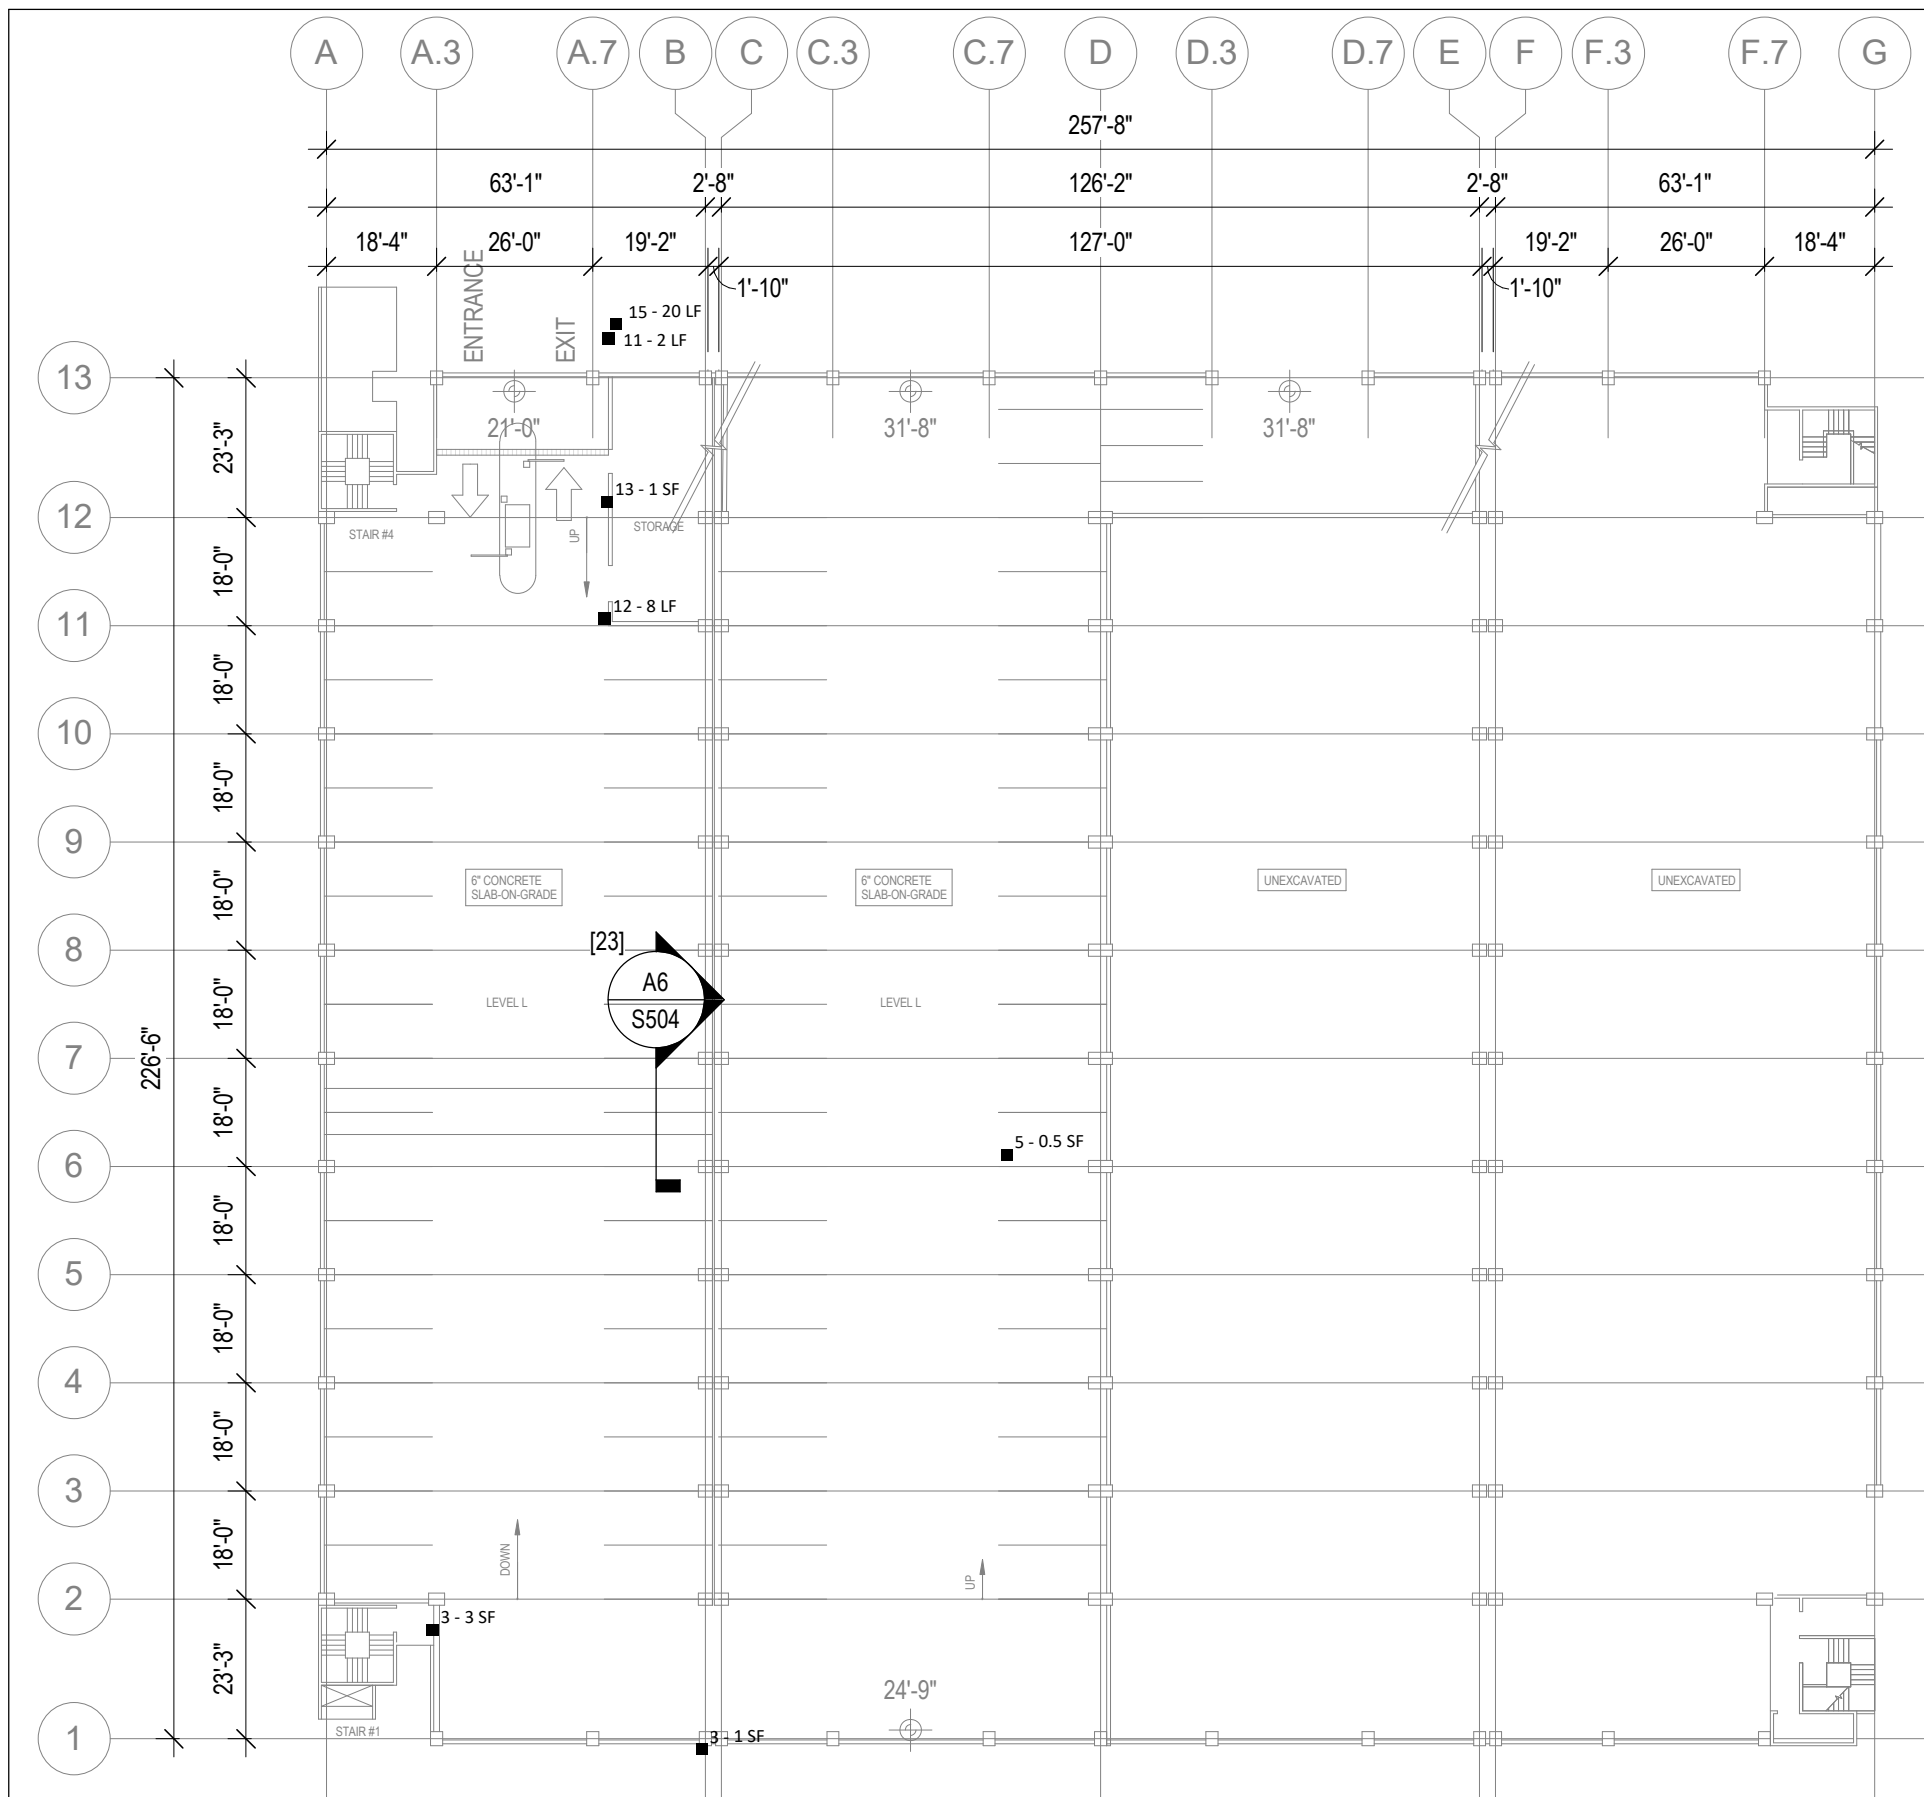 A A.3 A.7 B C C.3 C.7 D D.3 D.7 E F F.3 F.7 G
257'-8"
63'-1" 2'-8" 126'-2" 2'-8" 63'-1"
18'-4" 26'-0" 19'-2" 127'-0" 19'-2" 26'-0" 18'-4"
1'-10" 1'-10"
ENTRANCE
EXIT
15 - 20 LF
11 - 2 LF
13
21'-0" 31'-8" 31'-8"
23'-3"
13 - 1 SF
12
STAIR #4
UP
STORAGE
18'-0"
12 - 8 LF
11
18'-0"
10
18'-0"
9
6" CONCRETE
SLAB-ON-GRADE
6" CONCRETE
SLAB-ON-GRADE
UNEXCAVATED
UNEXCAVATED
18'-0"
8
[23]
A6
S504
LEVEL L
LEVEL L
18'-0"
7
226'-6"
18'-0"
5 - 0.5 SF
6
18'-0"
5
18'-0"
4
18'-0"
3
18'-0"
DOWN
UP
2
3 - 3 SF
23'-3"
24'-9"
STAIR #1
1
3 - 1 SF